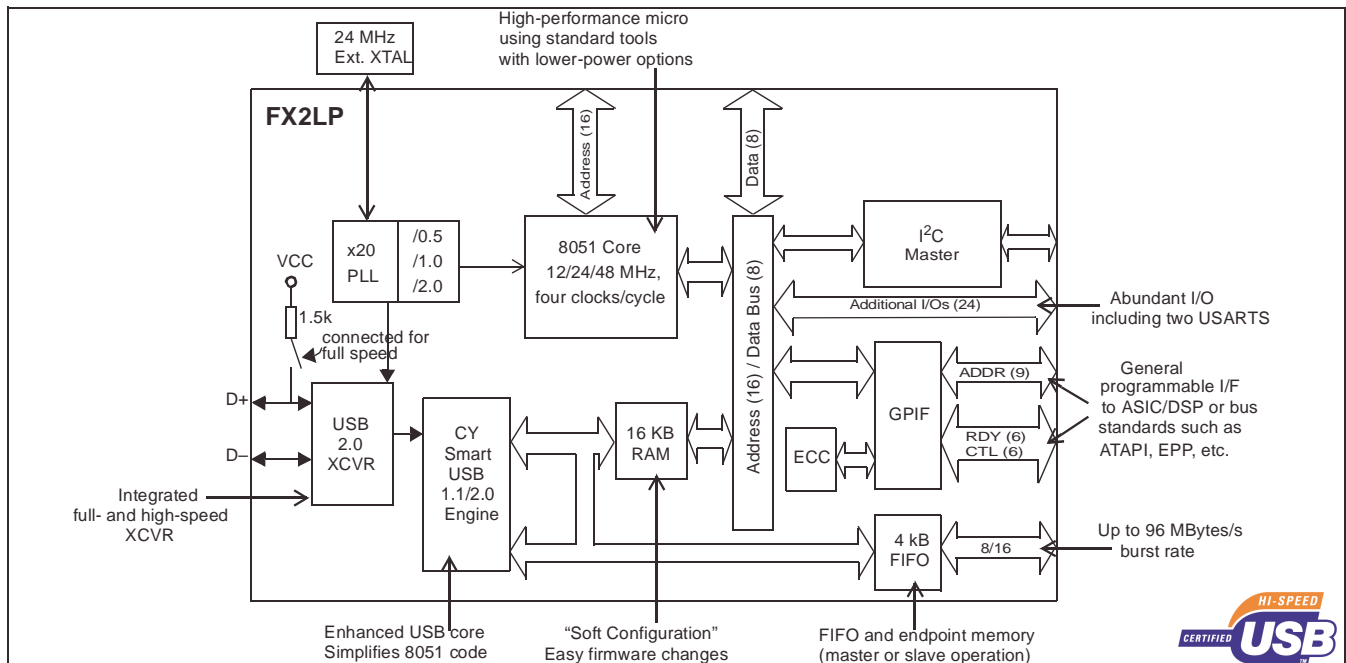 High-performance micro
using standard tools
with lower-power options
24 MHz
Ext. XTAL
FX2LP
Address (16)
Data (8)
x20
PLL
/0.5
/1.0
/2.0
8051 Core
12/24/48 MHz,
four clocks/cycle
I²C
Master
VCC
1.5k
connected for
full speed
Address (16) / Data Bus (8)
Additional I/Os (24)
Abundant I/O
including two USARTS
D+
D–
USB
2.0
XCVR
CY
Smart
USB
1.1/2.0
Engine
16 KB
RAM
ECC
GPIF
ADDR (9)
RDY (6)
CTL (6)
General
programmable I/F
to ASIC/DSP or bus
standards such as
ATAPI, EPP, etc.
Integrated
full- and high-speed
XCVR
4 kB
FIFO
8/16
Up to 96 MBytes/s
burst rate
Enhanced USB core
Simplifies 8051 code
“Soft Configuration”
Easy firmware changes
FIFO and endpoint memory
(master or slave operation)
HI-SPEED
CERTIFIED
USB
TM